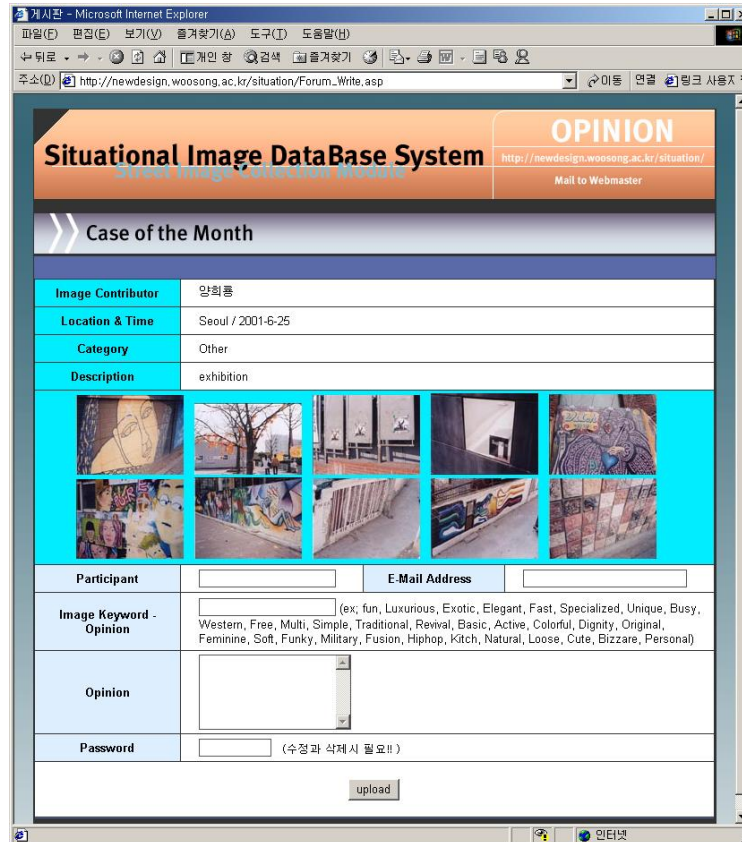 게시판 - Microsoft Internet Explorer
파일(F) 편집(E) 보기(V) 즐겨찾기(A) 도구(T) 도움말(H)
뒤로 개인 창 검색 즐겨찾기
주소(D) http://newdesign.woosong.ac.kr/situation/Forum_Write.asp 이동 연결 링크 사용자
OPINION
Situational Image DataBase System
http://newdesign.woosong.ac.kr/situation/
Street Image Collection Module
Mail to Webmaster
Case of the Month
Image Contributor 양희룡
Location & Time Seoul / 2001-6-25
Category Other
Description exhibition
Participant E-Mail Address
Image Keyword - Opinion (ex; fun, Luxurious, Exotic, Elegant, Fast, Specialized, Unique, Busy,
Western, Free, Multi, Simple, Traditional, Revival, Basic, Active, Colorful, Dignity, Original,
Feminine, Soft, Funky, Military, Fusion, Hiphop, Kitch, Natural, Loose, Cute, Bizzare, Personal)
Opinion
Password (수정과 삭제시 필요!! )
upload
인터넷